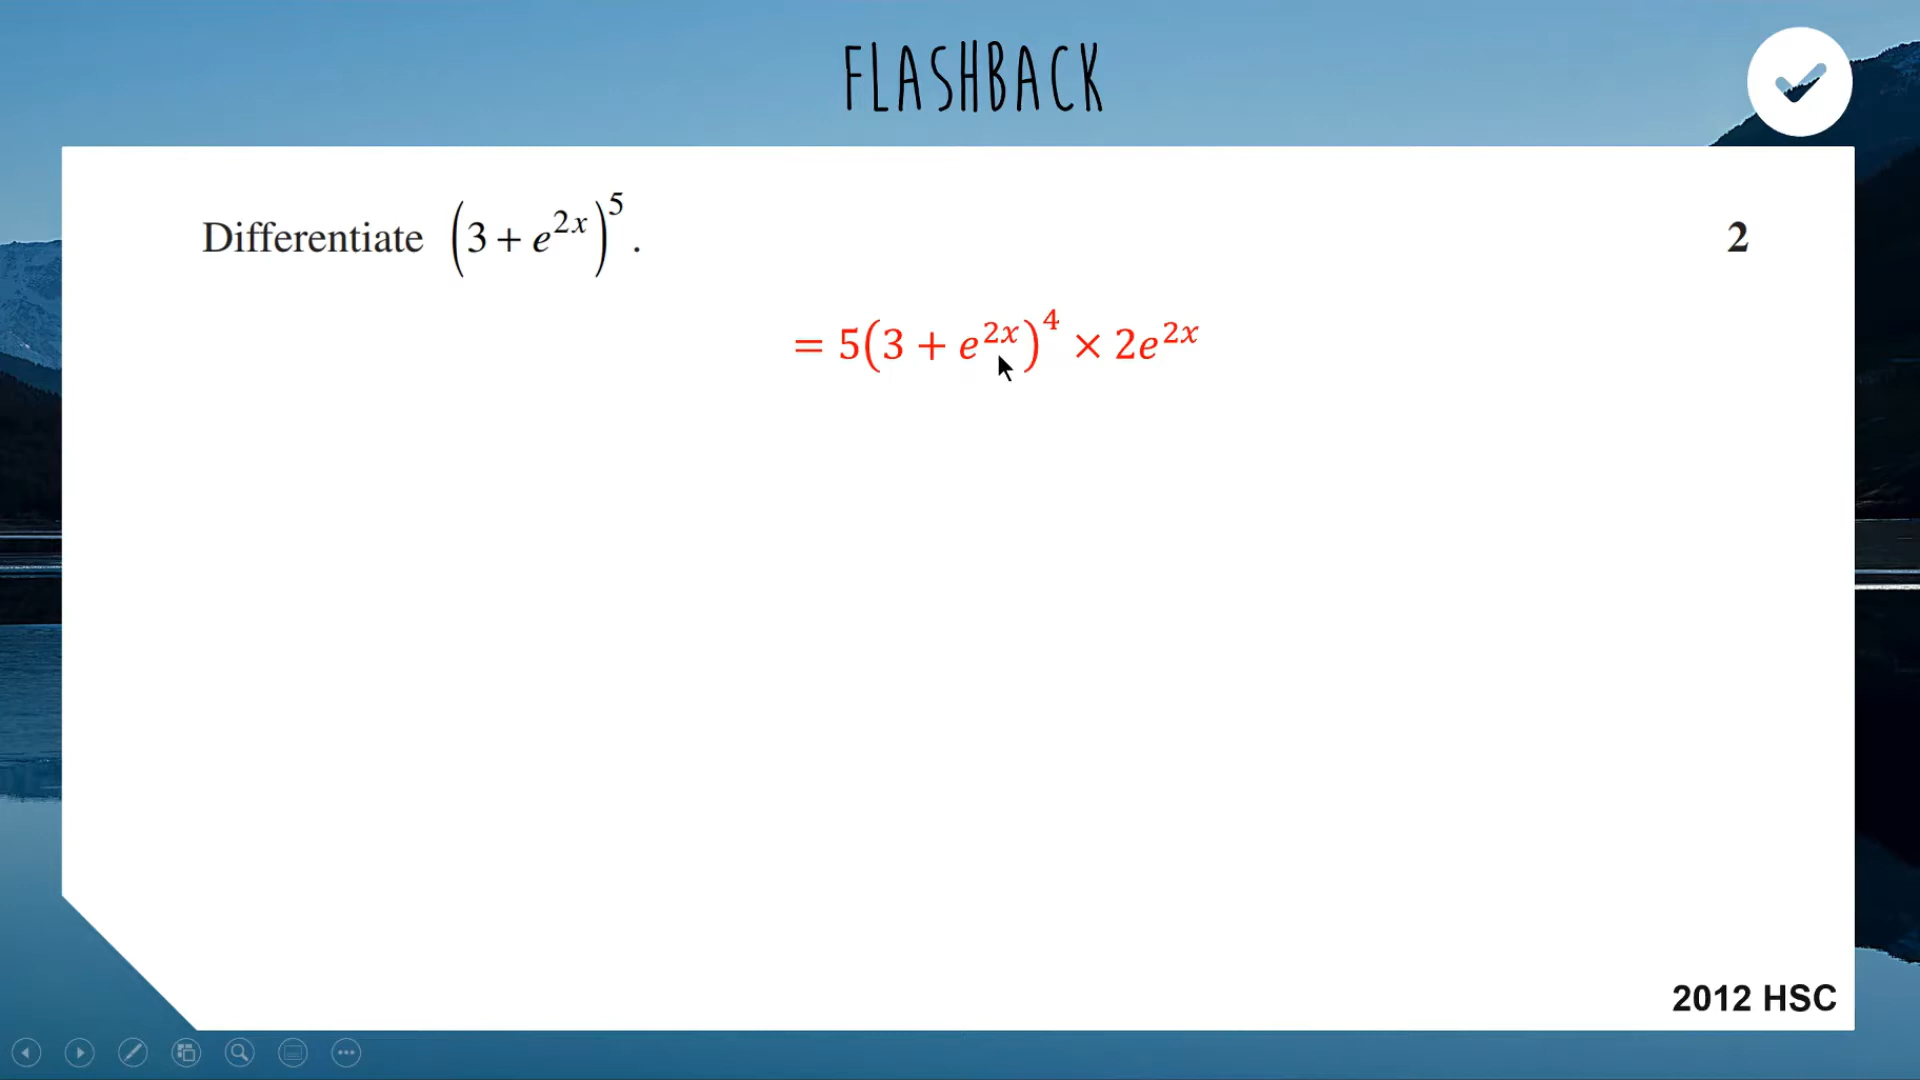 FLASHBACK
Differentiate (3 + e^{2x})^5. 2
= 5(3 + e^{2x})^4 × 2e^{2x}
2012 HSC